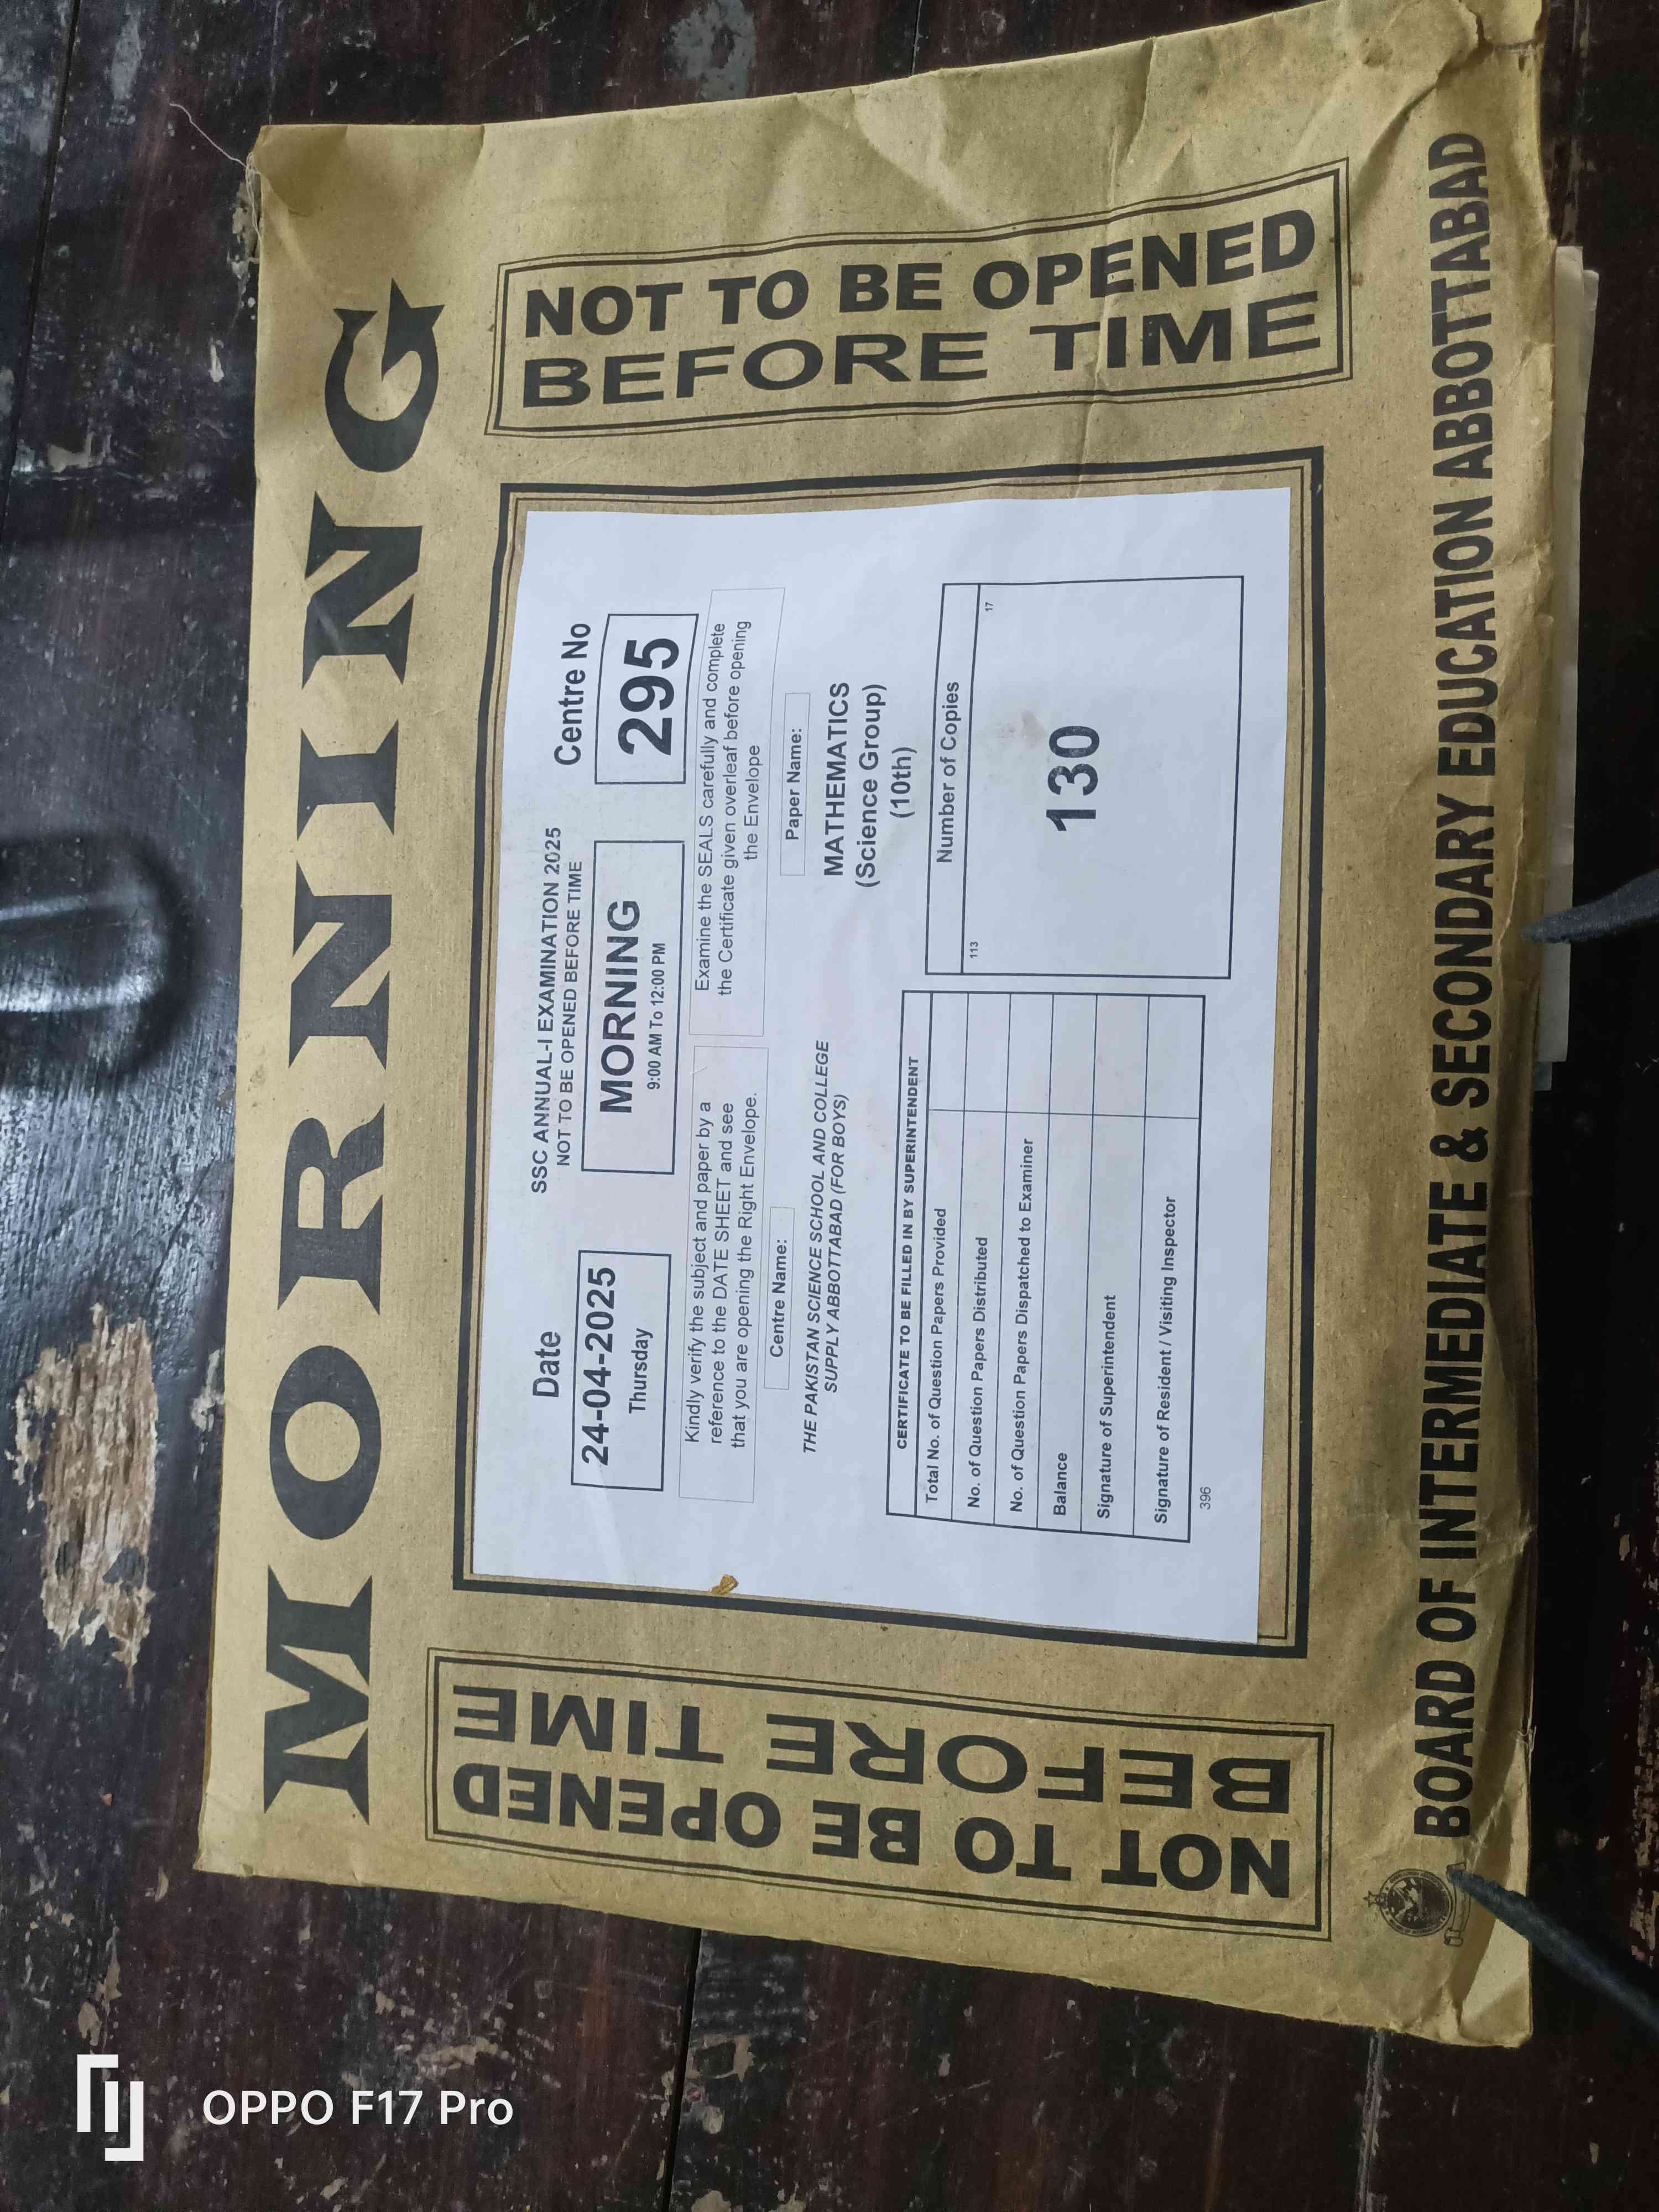 MORNING
NOT TO BE OPENED
BEFORE TIME
SSC ANNUAL-I EXAMINATION 2025
NOT TO BE OPENED BEFORE TIME
Date
24-04-2025
Thursday
MORNING
9:00 AM To 12:00 PM
Centre No
295
Kindly verify the subject and paper by a
reference to the DATE SHEET and see
that you are opening the Right Envelope.
Examine the SEALS carefully and complete
the Certificate given overleaf before opening
the Envelope
Centre Name:
THE PAKISTAN SCIENCE SCHOOL AND COLLEGE
SUPPLY ABBOTTABAD (FOR BOYS)
Paper Name:
MATHEMATICS
(Science Group)
(10th)
CERTIFICATE TO BE FILLED IN BY SUPERINTENDENT
Total No. of Question Papers Provided
No. of Question Papers Distributed
No. of Question Papers Dispatched to Examiner
Balance
Signature of Superintendent
Signature of Resident / Visiting Inspector
396
Number of Copies
113 17
130
NOT TO BE OPENED
BEFORE TIME
BOARD OF INTERMEDIATE & SECONDARY EDUCATION ABBOTTABAD
OPPO F17 Pro